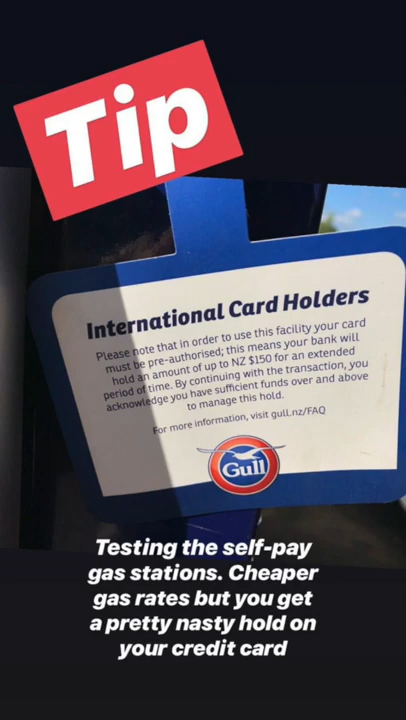 Tip
International Card Holders
Please note that in order to use this facility your card
must be pre-authorised; this means your bank will
hold an amount of up to NZ $150 for an extended
period of time. By continuing with the transaction, you
acknowledge you have sufficient funds over and above
to manage this hold.
For more information, visit gull.nz/FAQ
Gull
Testing the self-pay
gas stations. Cheaper
gas rates but you get
a pretty nasty hold on
your credit card